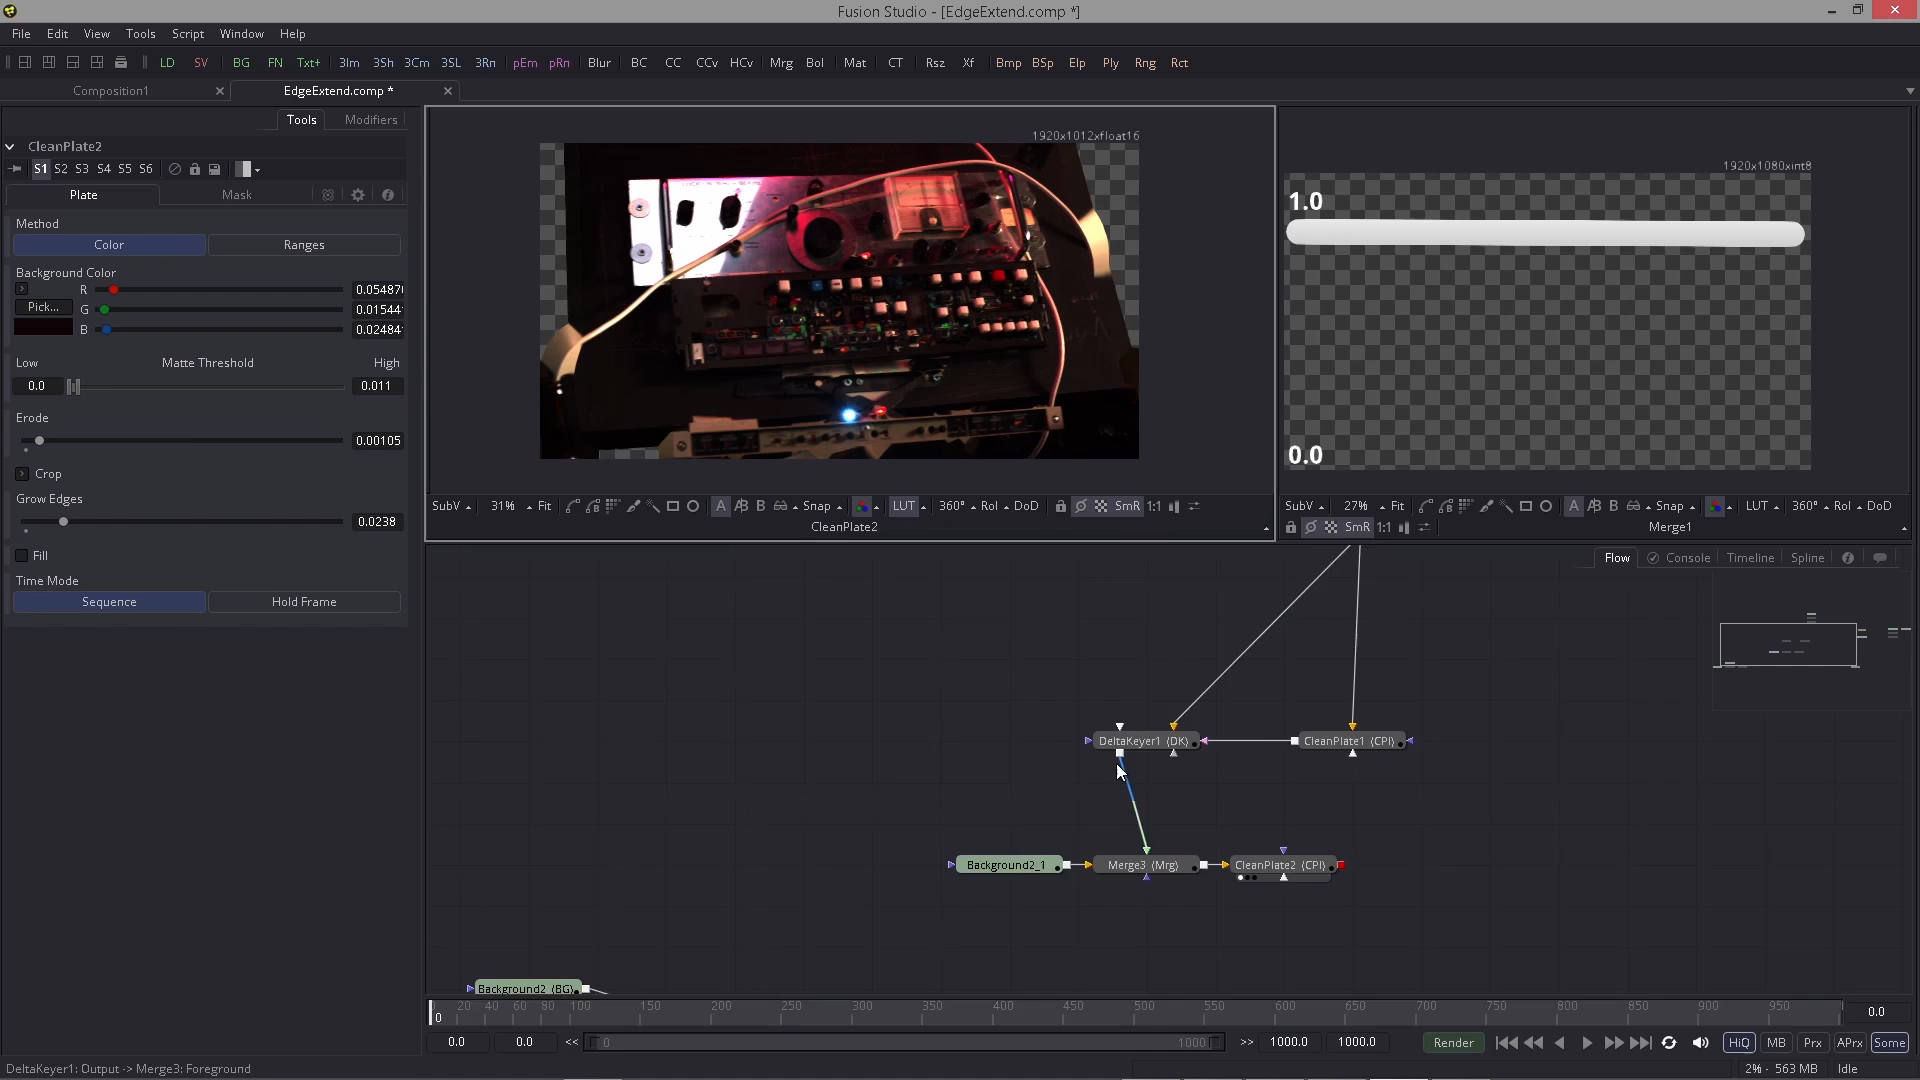 Fusion Studio - [EdgeExtend.comp *]
File Edit View Tools Script Window Help
LD SV BG FN Txt+ 3Im 3Sh 3Cm 3SL 3Rn pEm pRn Blur BC CC CCv HCv Mrg Bol Mat CT Rsz Xf Bmp BSp Elp Ply Rng Rct
Composition1 EdgeExtend.comp *
Tools Modifiers
CleanPlate2
S1 S2 S3 S4 S5 S6
Plate Mask
Method
Color Ranges
Background Color
R 0.05487
Pick... G 0.01544
B 0.02484
Low Matte Threshold High
0.0 0.011
Erode
0.00105
Crop
Grow Edges
0.0238
Fill
Time Mode
Sequence Hold Frame
1920x1012xfloat16
SubV 31% Fit A B Snap LUT 360° RoI DoD SmR 1:1
CleanPlate2
1920x1080xint8
1.0
0.0
SubV 27% Fit A B Snap LUT 360° RoI DoD
SmR 1:1 Merge1
Flow Console Timeline Spline
DeltaKeyer1 (DK) CleanPlate1 (CPl)
Background2_1 Merge3 (Mrg) CleanPlate2 (CPl)
Background2 (BG)
0 20 40 60 80 100 150 200 250 300 350 400 450 500 550 600 650 700 750 800 850 900 950 0.0
0.0 0.0 << 0 1000 >> 1000.0 1000.0 Render HiQ MB Prx APrx Some
DeltaKeyer1: Output -> Merge3: Foreground 2% - 563 MB Idle